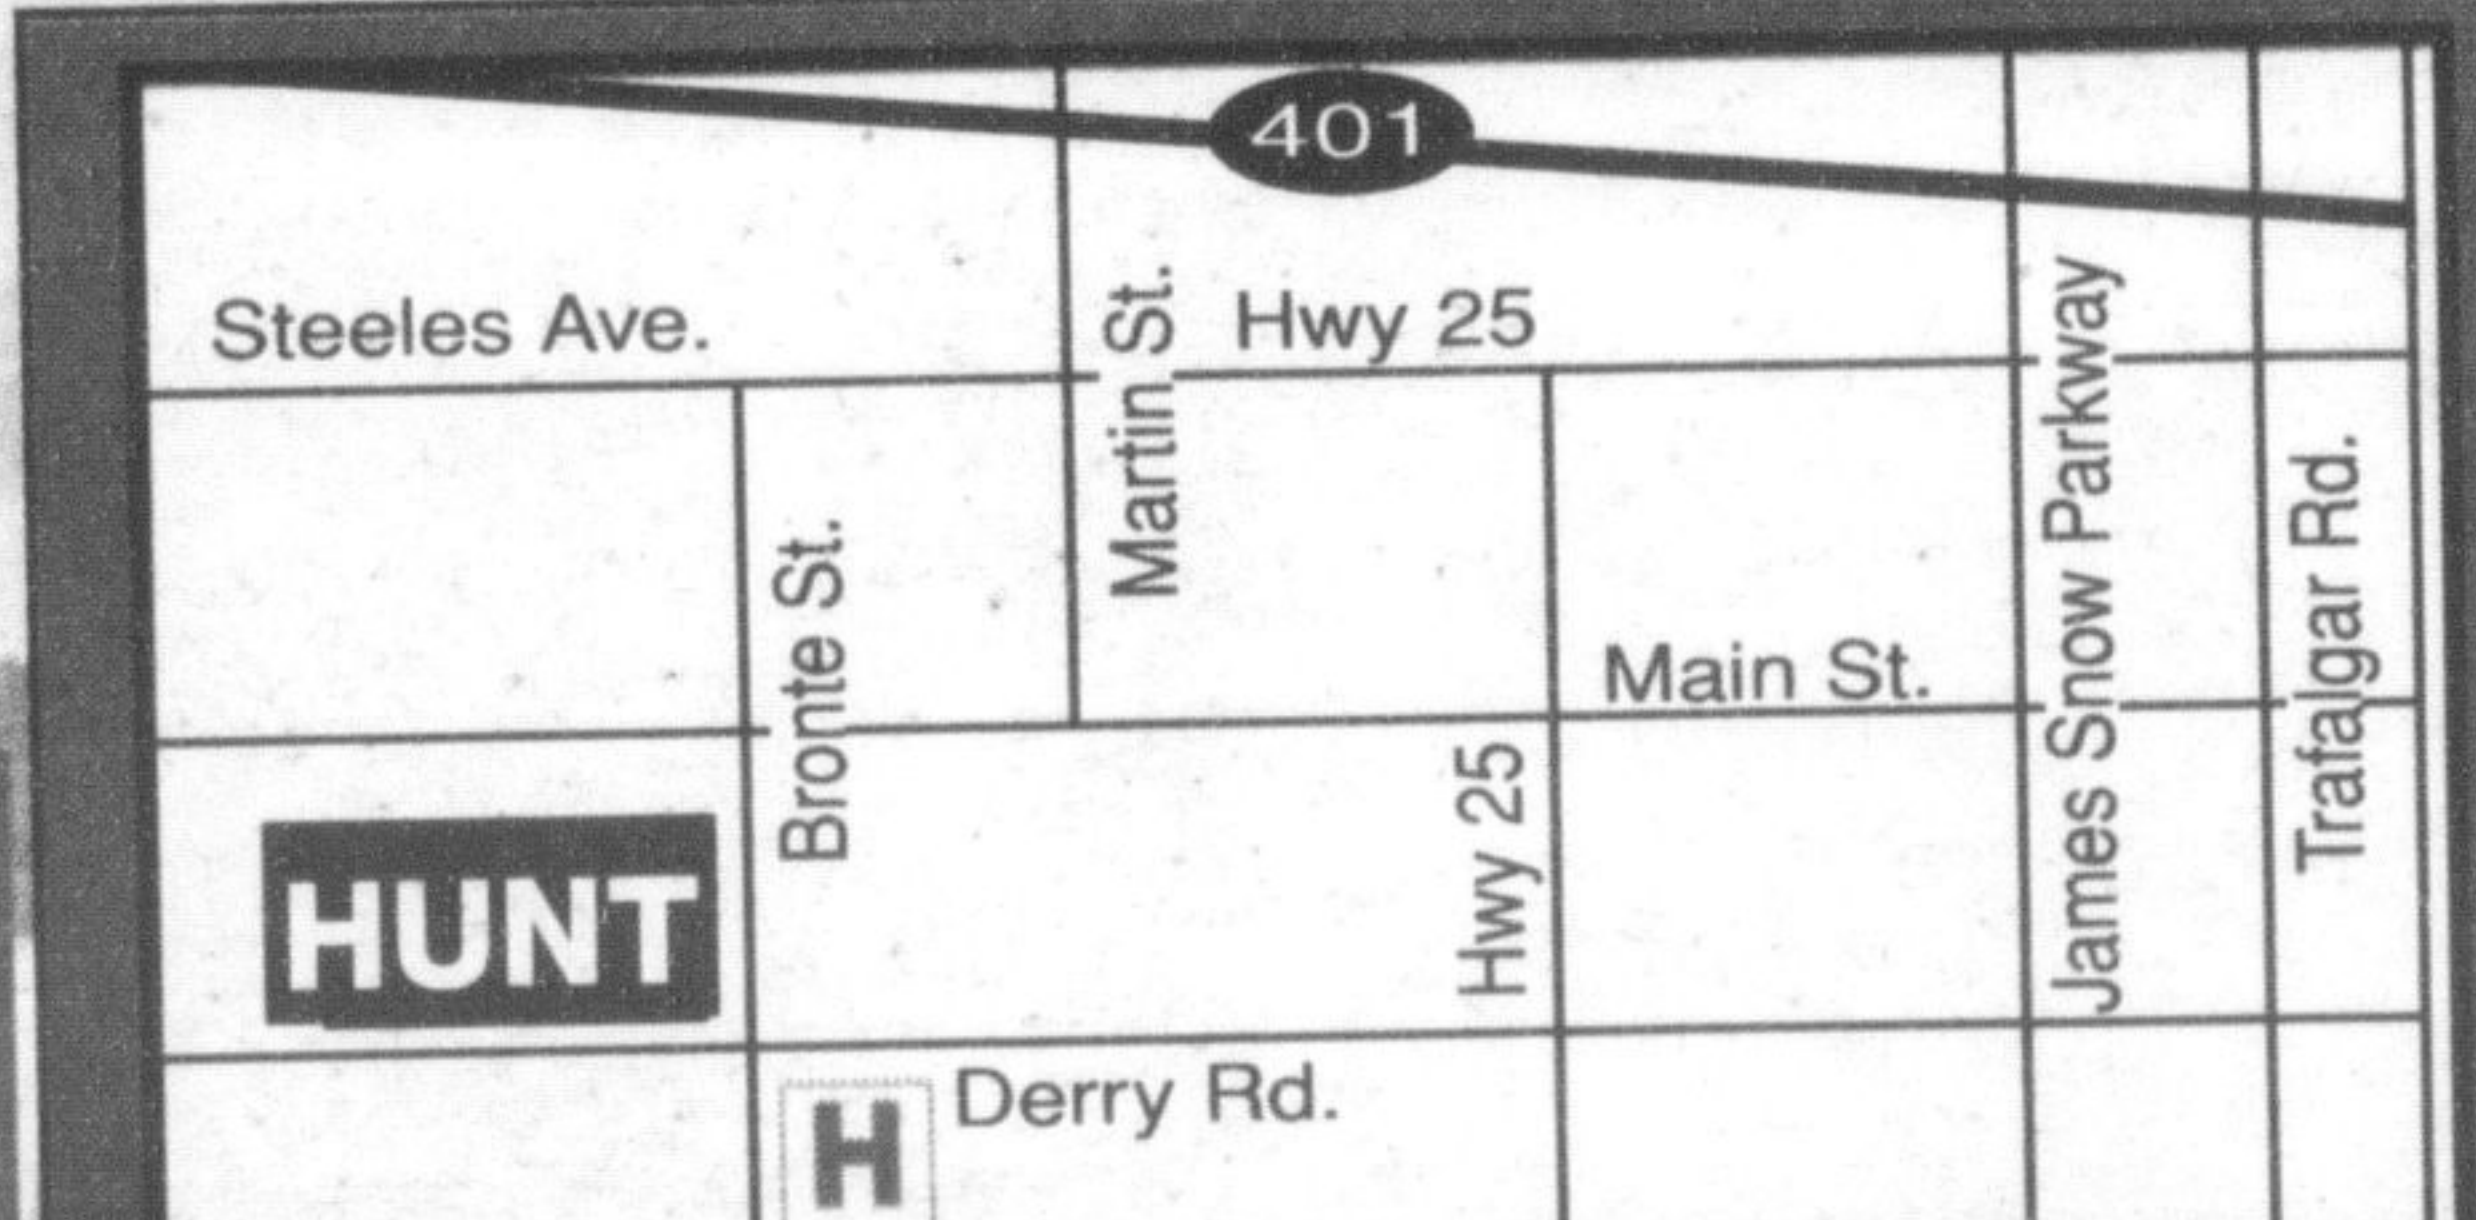 401
Steeles Ave.
Martin St.
Hwy 25
James Snow Parkway
Trafalgar Rd.
Bronte St.
Main St.
Hwy 25
HUNT
Derry Rd.
H